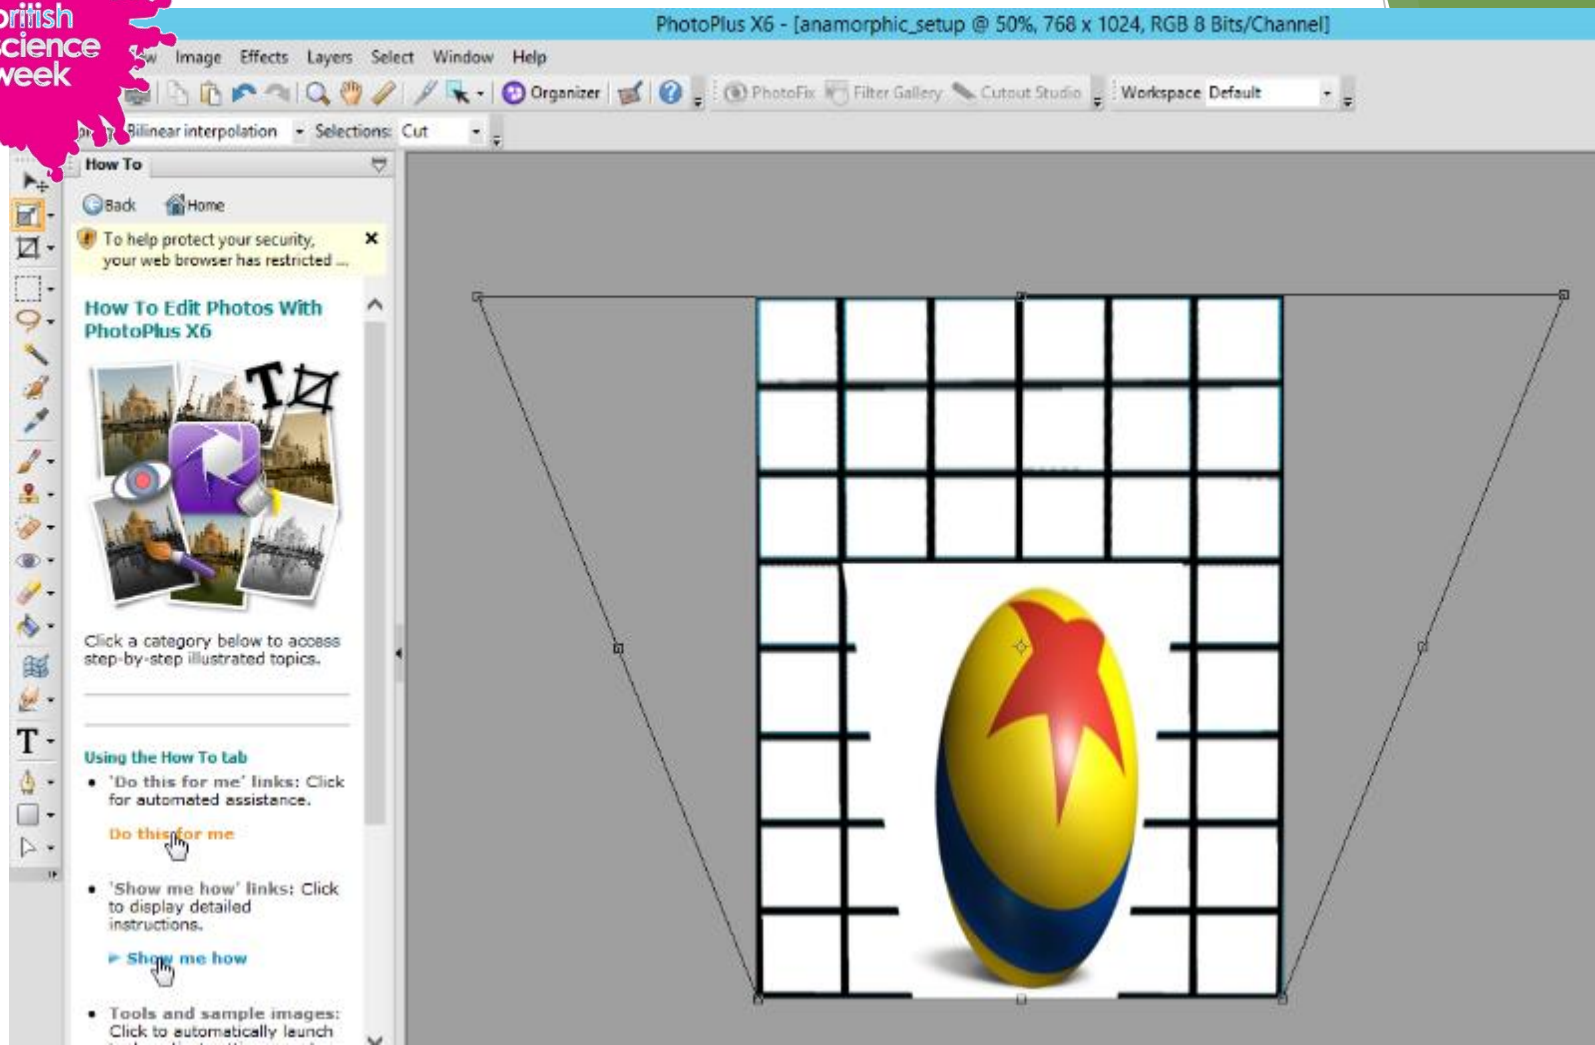 british
science
week
PhotoPlus X6 - [anamorphic_setup @ 50%, 768 x 1024, RGB 8 Bits/Channel]
Image Effects Layers Select Window Help
Organizer PhotoFix Filter Gallery Cutout Studio Workspace Default
Bilinear interpolation Selections: Cut
How To
Back Home
To help protect your security,
your web browser has restricted ...
How To Edit Photos With
PhotoPlus X6
T
Click a category below to access
step-by-step illustrated topics.
T
Using the How To tab
• 'Do this for me' links: Click
for automated assistance.
Do this for me
• 'Show me how' links: Click
to display detailed
instructions.
Show me how
• Tools and sample images:
Click to automatically launch